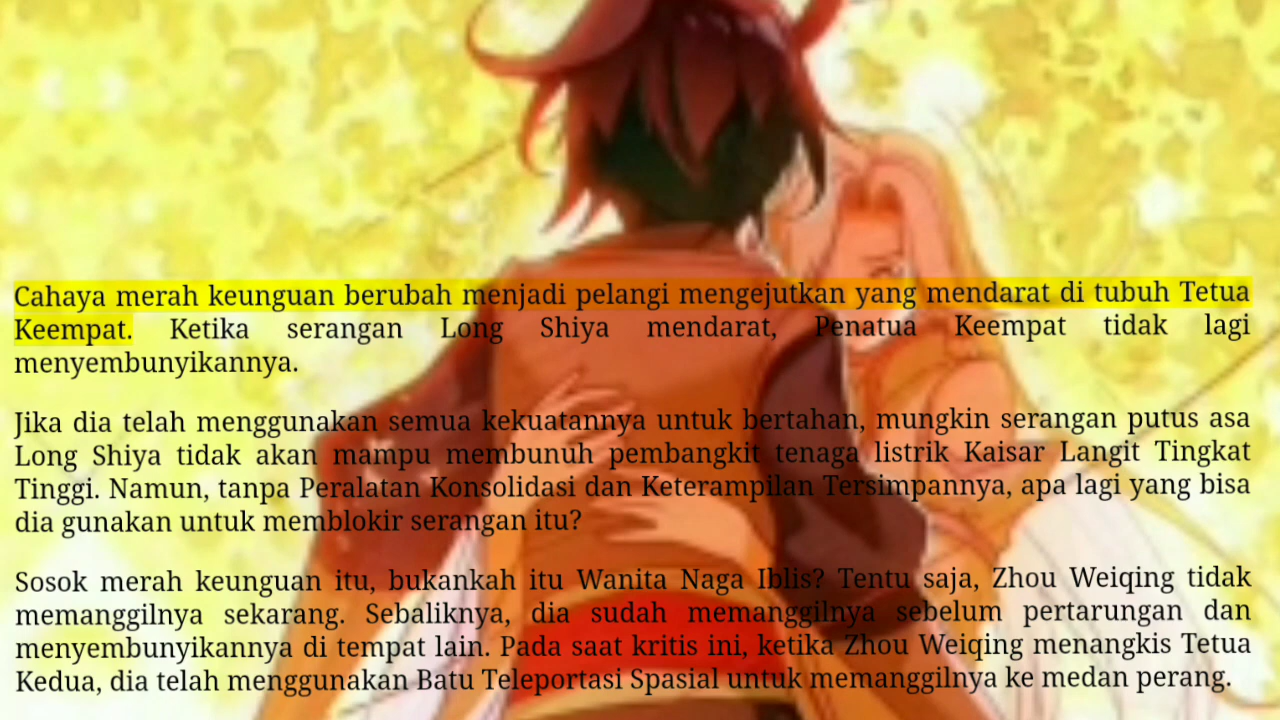 Cahaya merah keunguan berubah menjadi pelangi mengejutkan yang mendarat di tubuh Tetua
Keempat. Ketika serangan Long Shiya mendarat, Penatua Keempat tidak lagi
menyembunyikannya.
Jika dia telah menggunakan semua kekuatannya untuk bertahan, mungkin serangan putus asa
Long Shiya tidak akan mampu membunuh pembangkit tenaga listrik Kaisar Langit Tingkat
Tinggi. Namun, tanpa Peralatan Konsolidasi dan Keterampilan Tersimpannya, apa lagi yang bisa
dia gunakan untuk memblokir serangan itu?
Sosok merah keunguan itu, bukankah itu Wanita Naga Iblis? Tentu saja, Zhou Weiqing tidak
memanggilnya sekarang. Sebaliknya, dia sudah memanggilnya sebelum pertarungan dan
menyembunyikannya di tempat lain. Pada saat kritis ini, ketika Zhou Weiqing menangkis Tetua
Kedua, dia telah menggunakan Batu Teleportasi Spasial untuk memanggilnya ke medan perang.